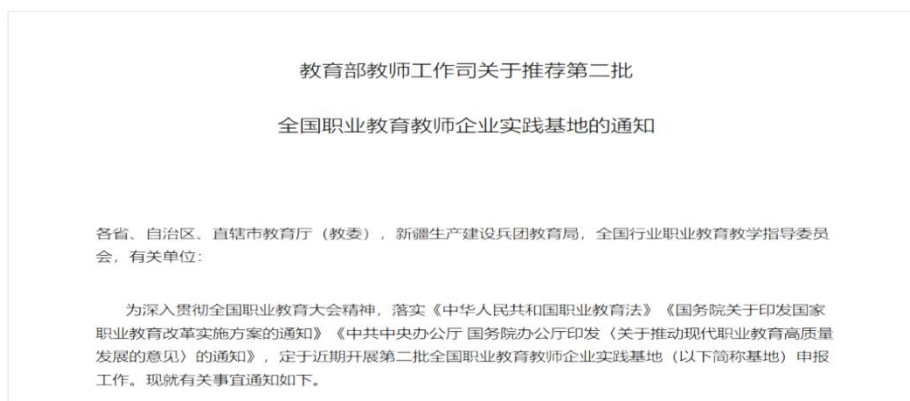 教育部教师工作司关于推荐第二批
全国职业教育教师企业实践基地的通知
各省、自治区、直辖市教育厅（教委），新疆生产建设兵团教育局，全国行业职业教育教学指导委员
会，有关单位：
为深入贯彻全国职业教育大会精神，落实《中华人民共和国职业教育法》《国务院关于印发国家
职业教育改革实施方案的通知》《中共中央办公厅 国务院办公厅印发〈关于推动现代职业教育高质量
发展的意见〉的通知》，定于近期开展第二批全国职业教育教师企业实践基地（以下简称基地）申报
工作。现就有关事宜通知如下。